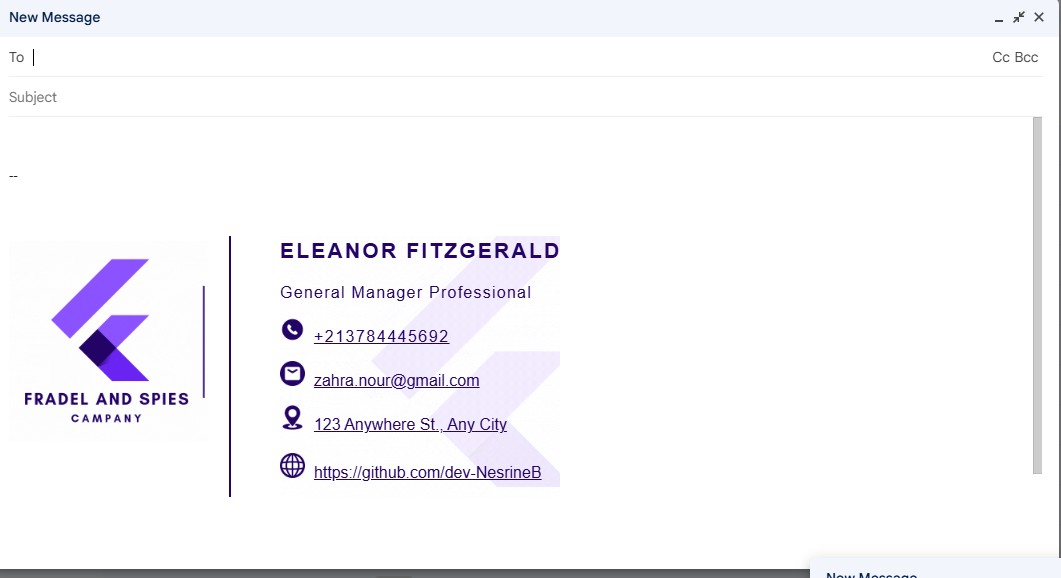 New Message
To
Cc Bcc
Subject
--
FRADEL AND SPIES
CAMPANY
ELEANOR FITZGERALD
General Manager Professional
+213784445692
zahra.nour@gmail.com
123 Anywhere St., Any City
https://github.com/dev-NesrineB
New Message